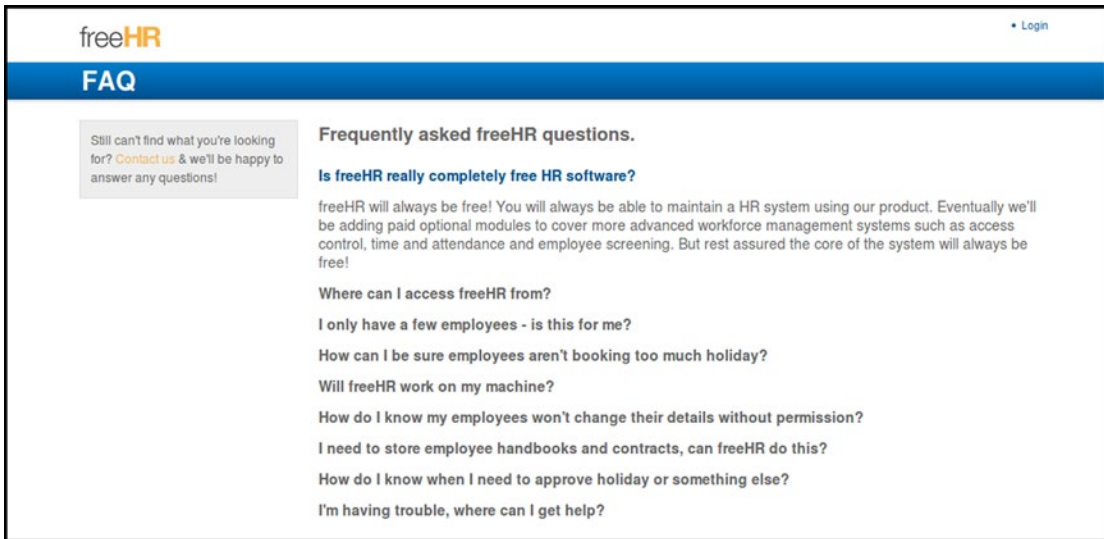 freeHR
• Login
FAQ
Still can't find what you're looking
for? Contact us & we'll be happy to
answer any questions!
Frequently asked freeHR questions.
Is freeHR really completely free HR software?
freeHR will always be free! You will always be able to maintain a HR system using our product. Eventually we'll
be adding paid optional modules to cover more advanced workforce management systems such as access
control, time and attendance and employee screening. But rest assured the core of the system will always be
free!
Where can I access freeHR from?
I only have a few employees - is this for me?
How can I be sure employees aren't booking too much holiday?
Will freeHR work on my machine?
How do I know my employees won't change their details without permission?
I need to store employee handbooks and contracts, can freeHR do this?
How do I know when I need to approve holiday or something else?
I'm having trouble, where can I get help?